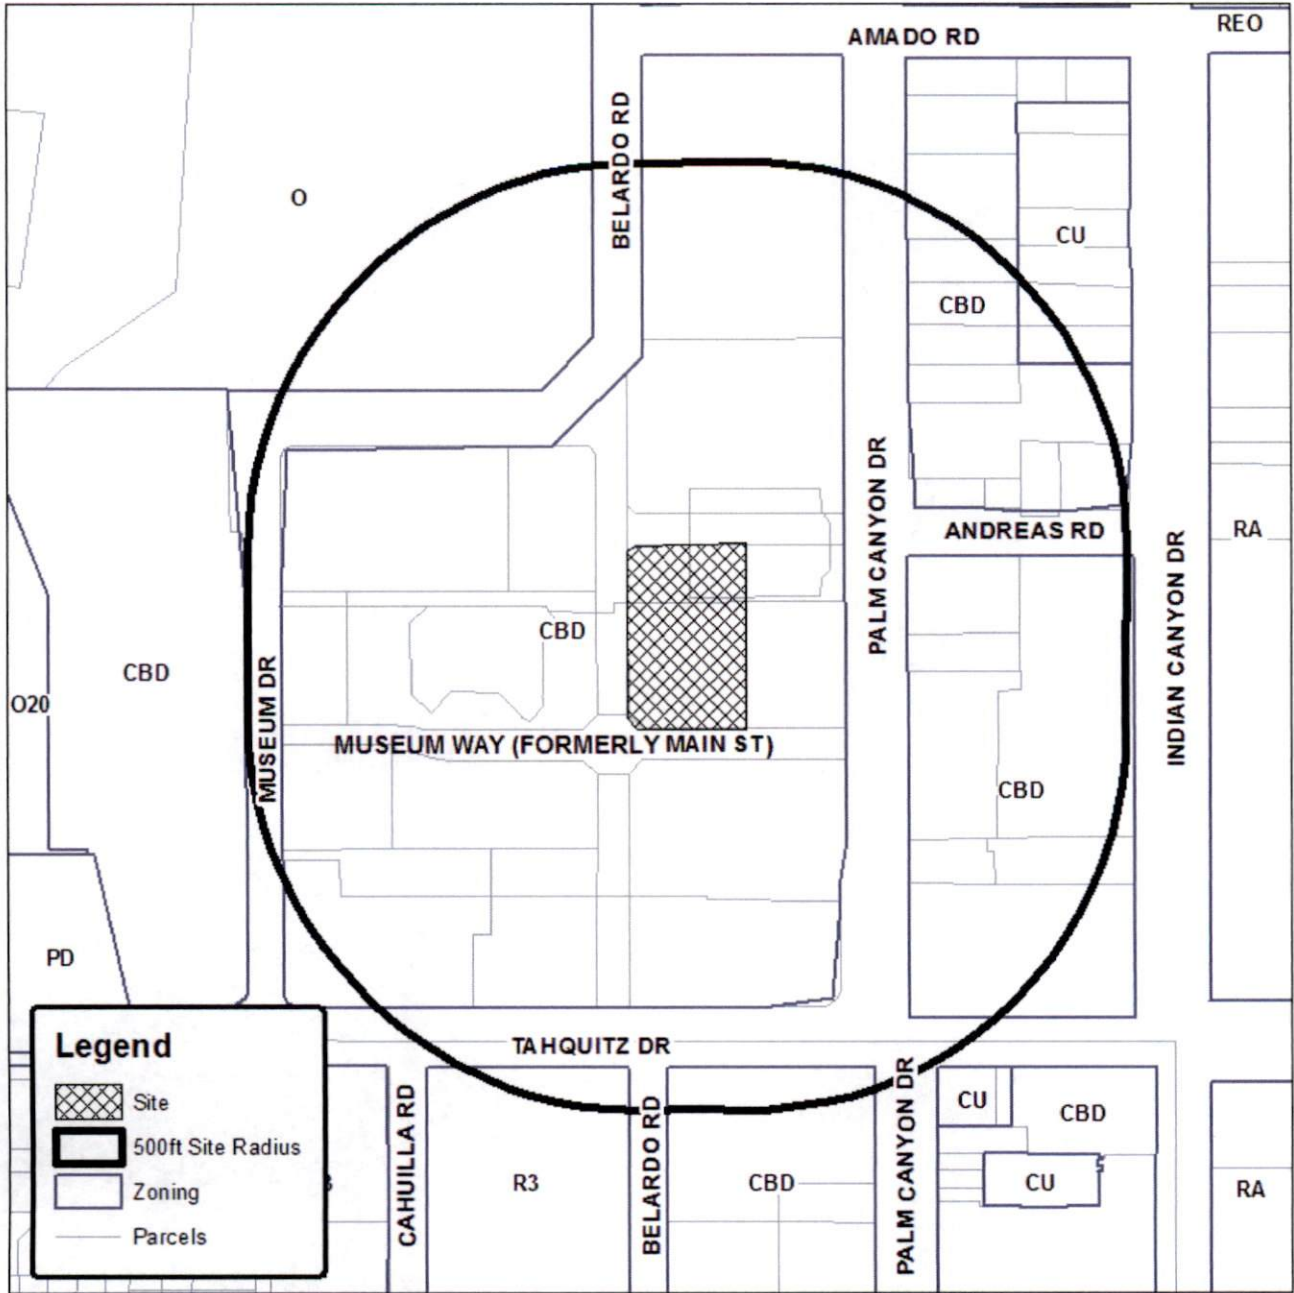 REO
AMADO RD
BELARDO RD
O
CU
CBD
PALM CANYON DR
ANDREAS RD
RA
INDIAN CANYON DR
CBD
CBD
O20
MUSEUM DR
MUSEUM WAY (FORMERLY MAIN ST)
CBD
PD
TAHQUITZ DR
Legend
Site
500ft Site Radius
Zoning
Parcels
CAHUILLA RD
R3
BELARDO RD
CBD
PALM CANYON DR
CU
CBD
CU
RA